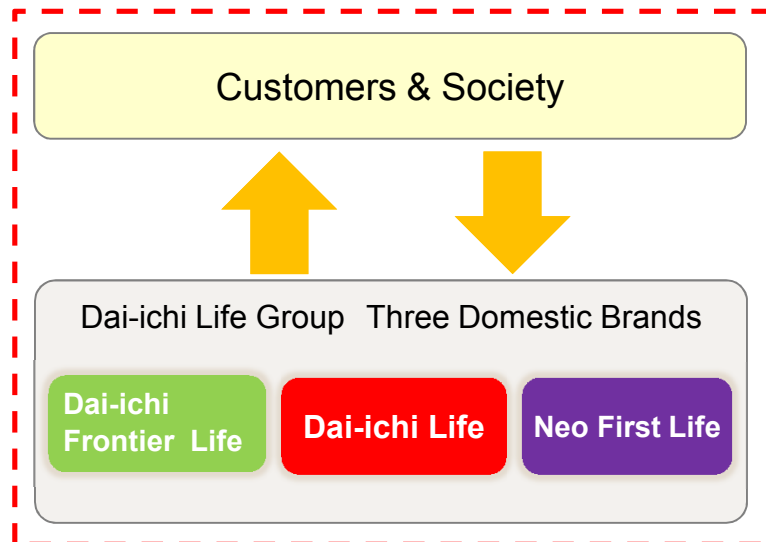 Customers & Society
Dai-ichi Life Group Three Domestic Brands
Dai-ichi
Frontier Life
Dai-ichi Life
Neo First Life